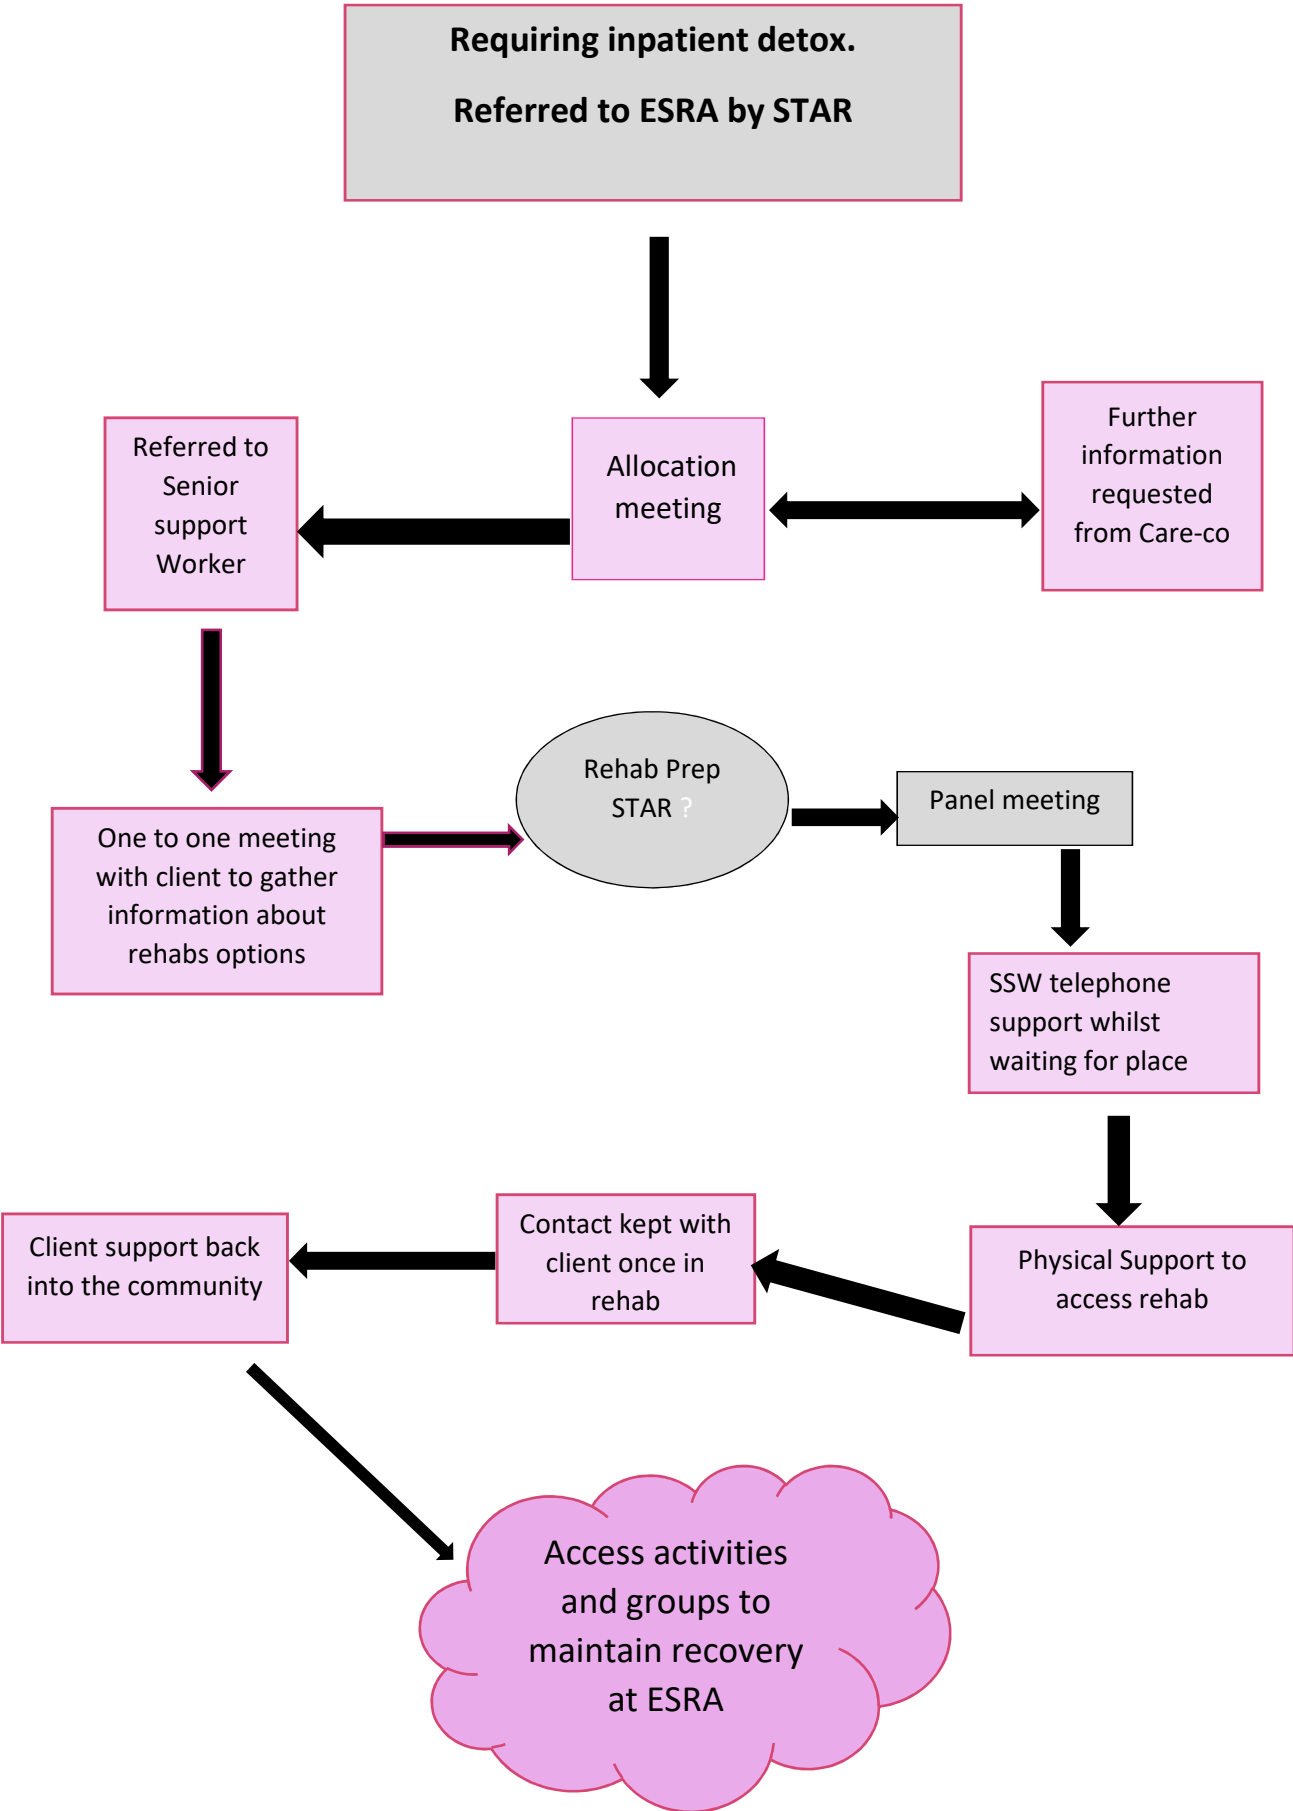 Requiring inpatient detox.
Referred to ESRA by STAR
Referred to
Senior
support
Worker
Allocation
meeting
Further
information
requested
from Care-co
One to one meeting
with client to gather
information about
rehabs options
Rehab Prep
STAR ?
Panel meeting
SSW telephone
support whilst
waiting for place
Physical Support to
access rehab
Contact kept with
client once in
rehab
Client support back
into the community
Access activities
and groups to
maintain recovery
at ESRA